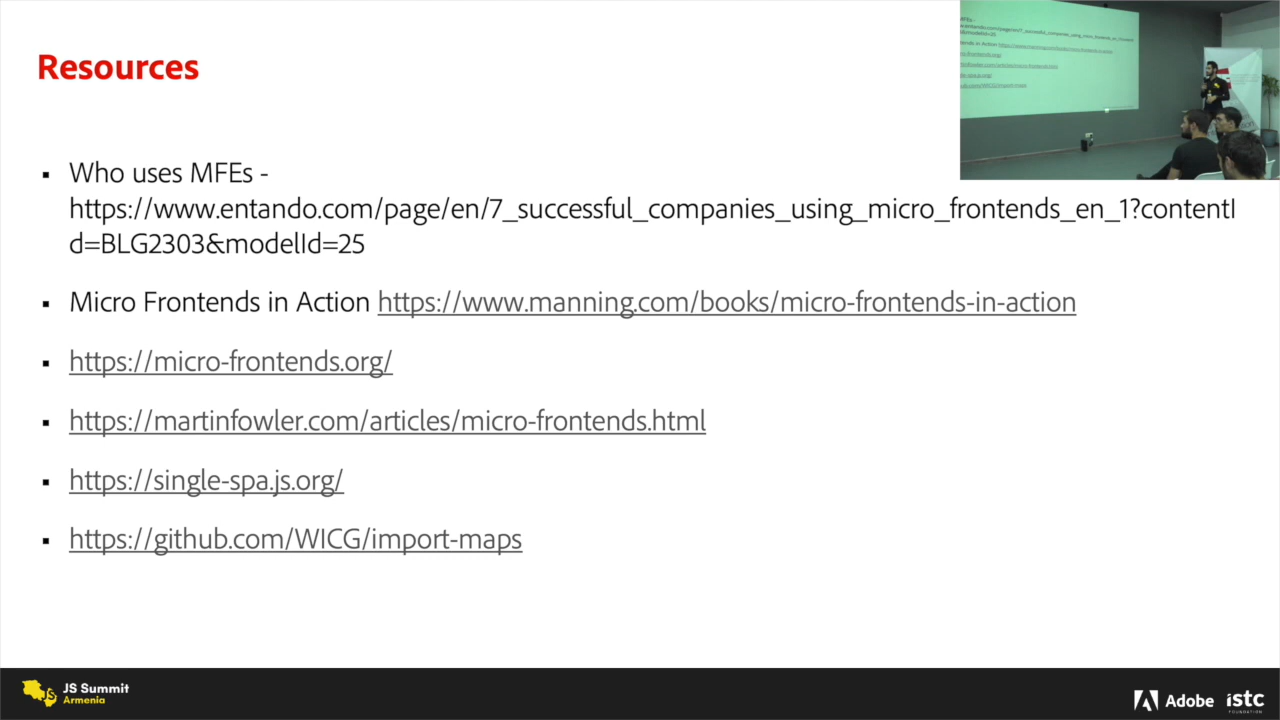 Resources
Who uses MFEs -
https://www.entando.com/page/en/7_successful_companies_using_micro_frontends_en_1?contentI
d=BLG2303&modelId=25
Micro Frontends in Action https://www.manning.com/books/micro-frontends-in-action
https://micro-frontends.org/
https://martinfowler.com/articles/micro-frontends.html
https://single-spa.js.org/
https://github.com/WICG/import-maps
JS Summit
Armenia
Adobe
istc
FOUNDATION